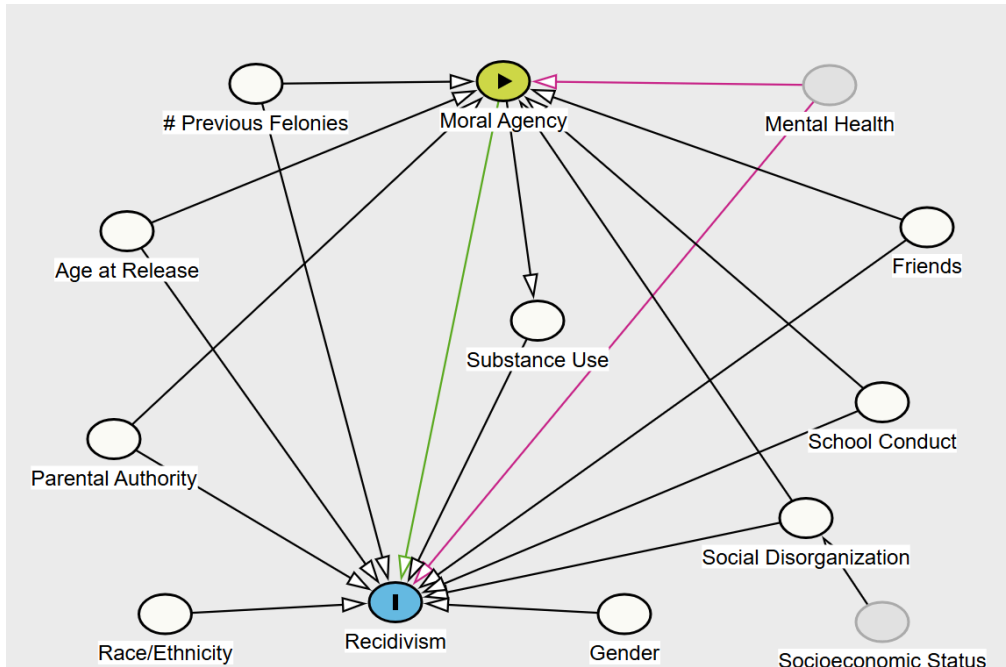 # Previous Felonies
Moral Agency
Mental Health
Age at Release
Friends
Substance Use
Parental Authority
School Conduct
Social Disorganization
Race/Ethnicity
Recidivism
Gender
Socioeconomic Status